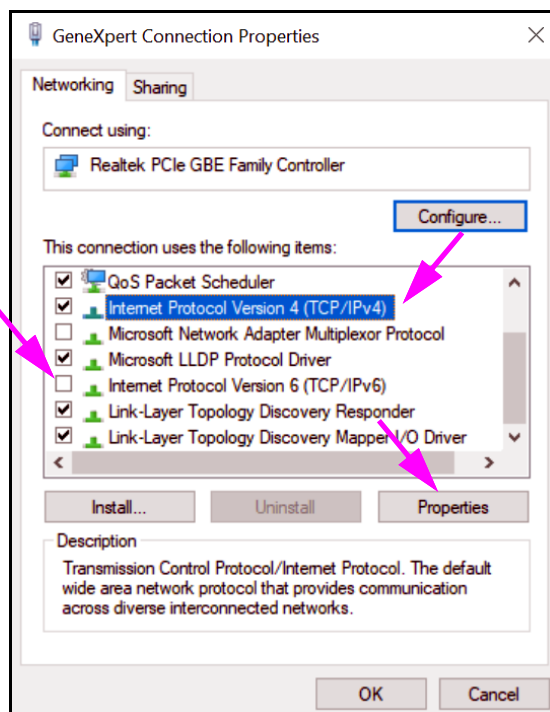 GeneXpert Connection Properties
Networking
Sharing
Connect using:
Realtek PCIe GBE Family Controller
Configure...
This connection uses the following items:
QoS Packet Scheduler
Internet Protocol Version 4 (TCP/IPv4)
Microsoft Network Adapter Multiplexor Protocol
Microsoft LLDP Protocol Driver
Internet Protocol Version 6 (TCP/IPv6)
Link-Layer Topology Discovery Responder
Link-Layer Topology Discovery Mapper I/O Driver
Install...
Uninstall
Properties
Description
Transmission Control Protocol/Internet Protocol. The default
wide area network protocol that provides communication
across diverse interconnected networks.
OK
Cancel